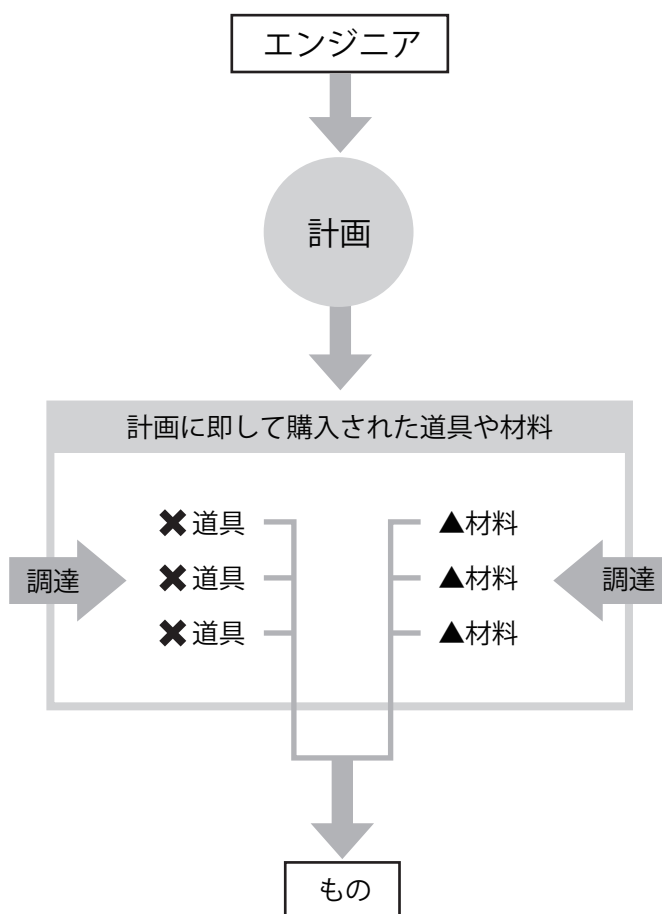 エンジニア
計画
計画に即して購入された道具や材料
✖道具
▲材料
調達
✖道具
▲材料
調達
✖道具
▲材料
もの